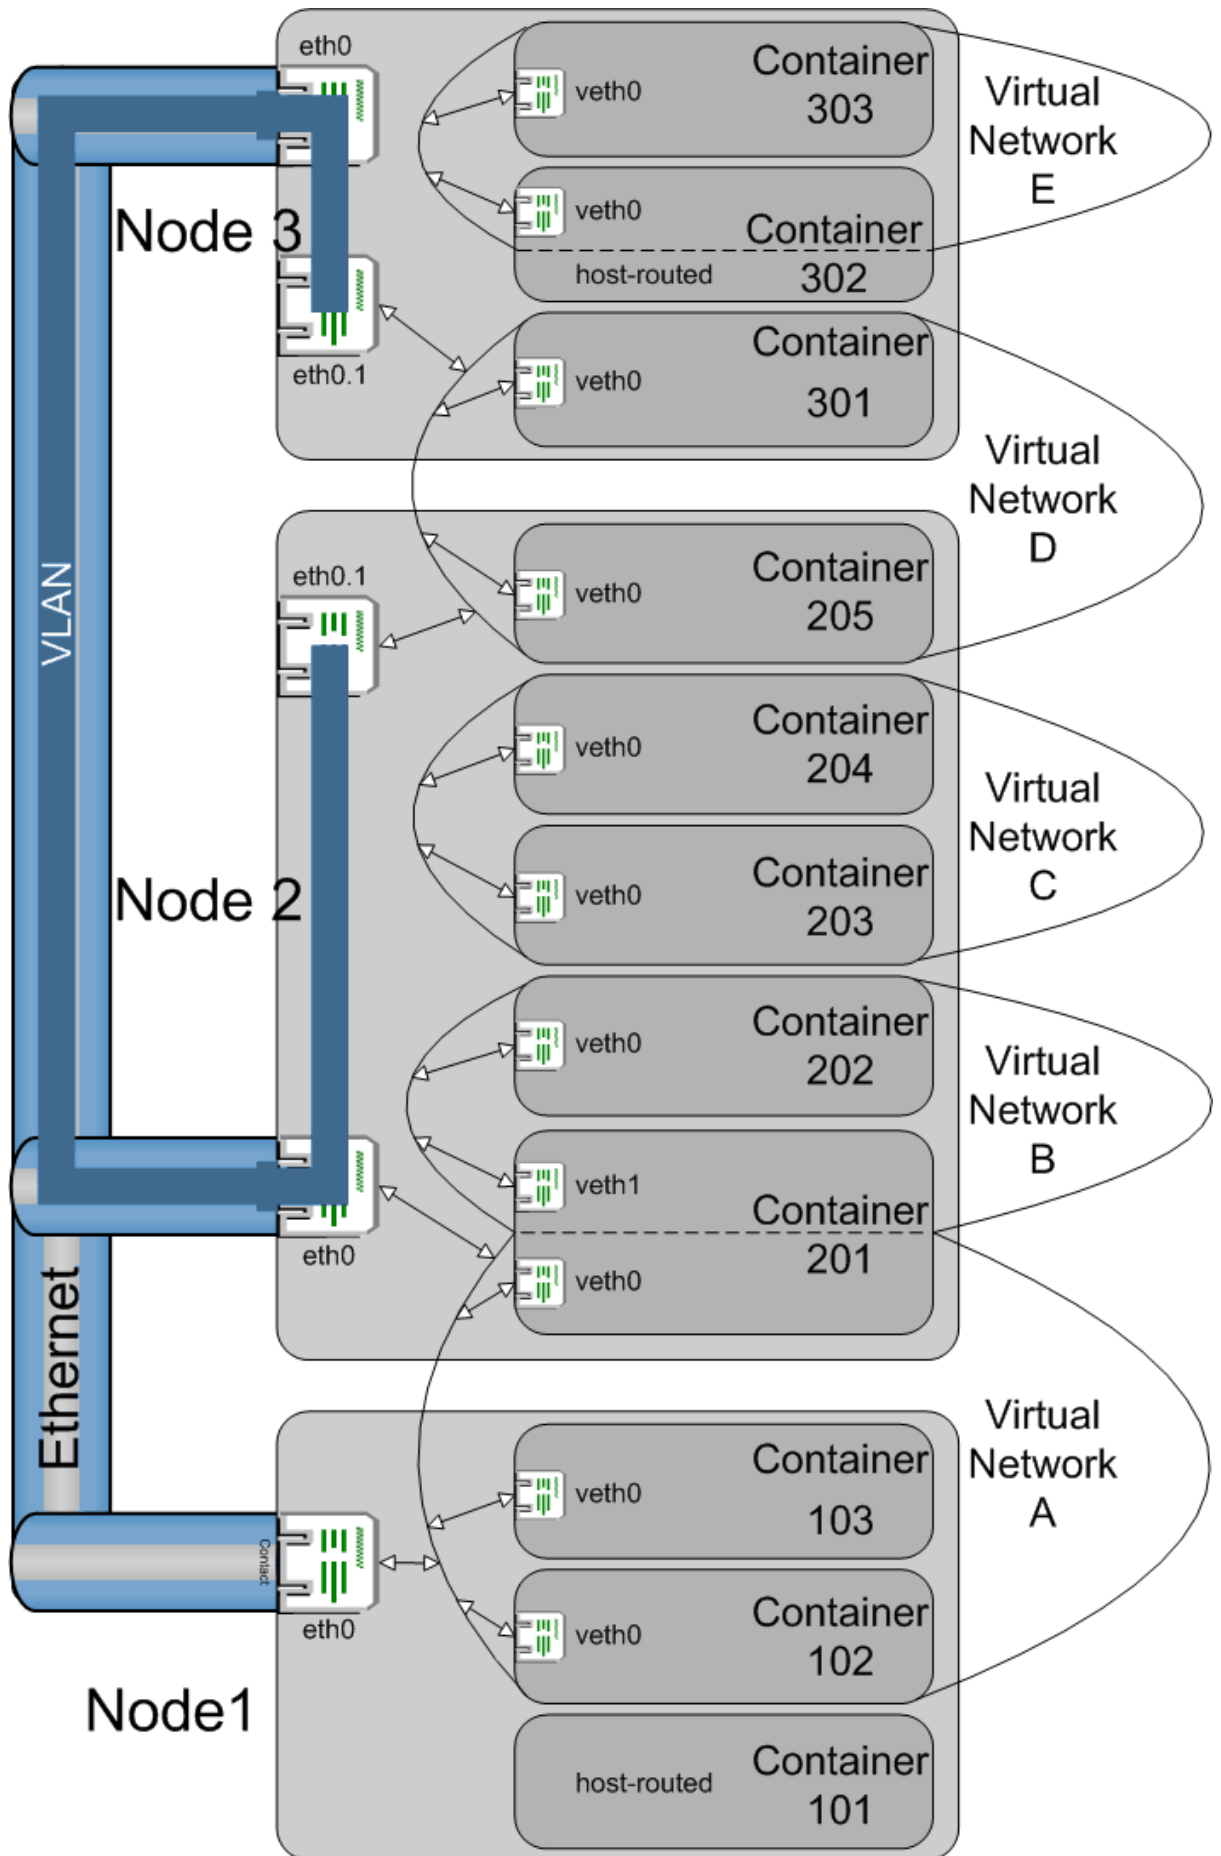 eth0
veth0
Container
303
Virtual
Network
E
Node 3
veth0
Container
host-routed
302
eth0.1
veth0
Container
301
Virtual
Network
D
VLAN
eth0.1
veth0
Container
205
veth0
Container
204
Virtual
Network
C
Node 2
veth0
Container
203
veth0
Container
202
Virtual
Network
B
veth1
Container
201
veth0
eth0
Ethernet
veth0
Container
103
Virtual
Network
A
Contact
eth0
veth0
Container
102
Node1
host-routed
Container
101